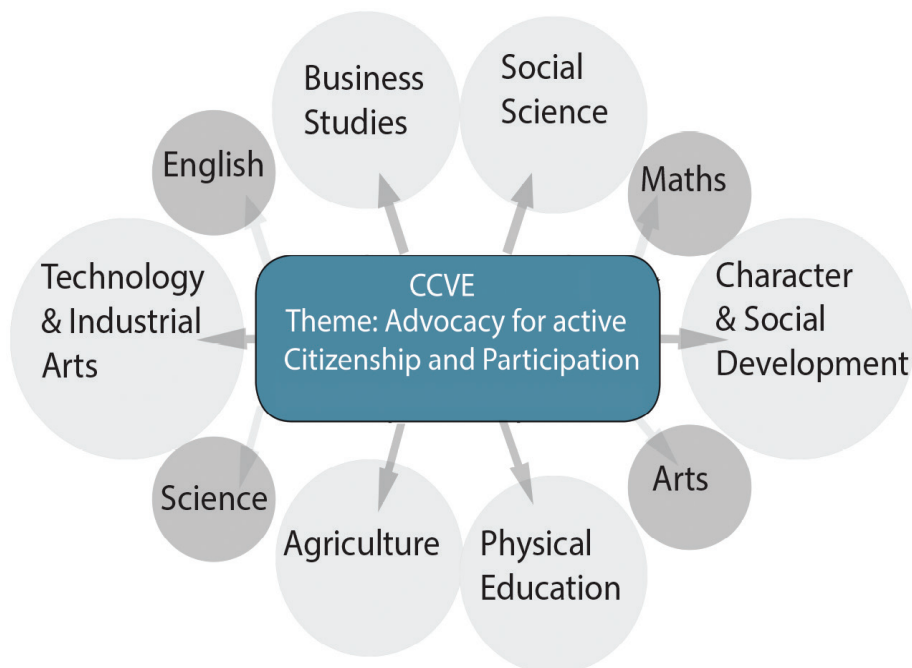 Business
Studies
Social
Science
English
Maths
Technology
& Industrial
Arts
CCVE
Theme: Advocacy for active
Citizenship and Participation
Character
& Social
Development
Science
Arts
Agriculture
Physical
Education